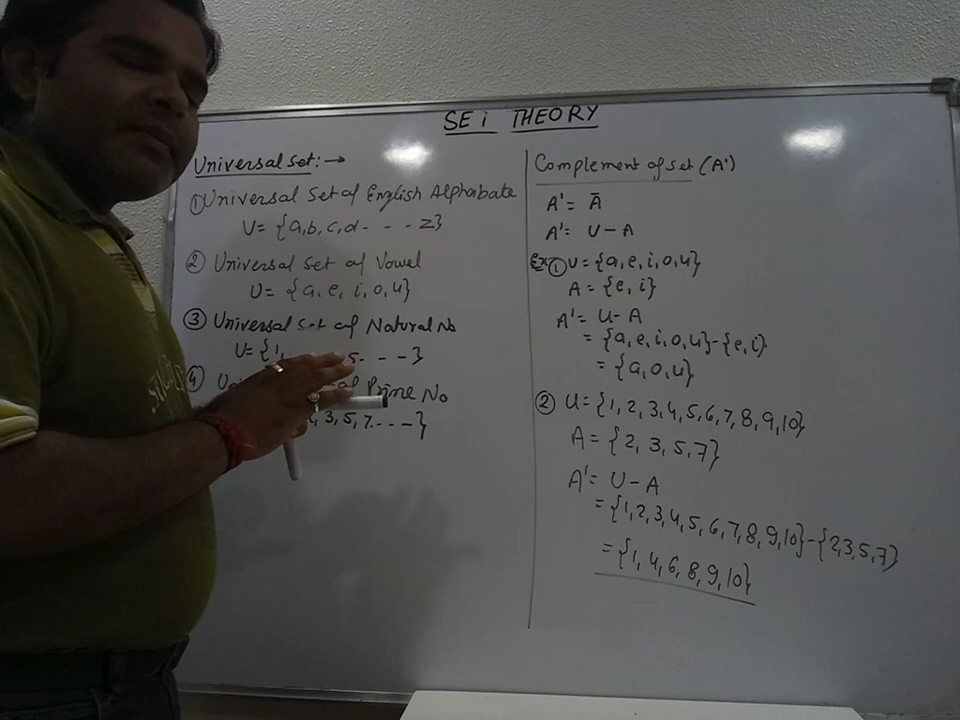 SET THEORY
Universal Set:→
① Universal Set of English Alphabate
U= {a,b,c,d- - - -z}
② Universal Set of Vowel
U= {a, e, i, o, u}
③ Universal set of Natural No
U={1, 5- - -}
④ Prime No
, 3, 5, 7- - - -}
Complement of set (A')
A'= Ā
A'= U-A
Ex① U= {a, e, i, o, u}
A = {e, i}
A'= U-A
= {a, e, i, o, u}-{e, i}
= {a, o, u}
② U= {1, 2, 3, 4, 5, 6, 7, 8, 9, 10}
A = {2, 3, 5, 7}
A'= U-A
= {1, 2, 3, 4, 5, 6, 7, 8, 9, 10}-{2, 3, 5, 7}
= {1, 4, 6, 8, 9, 10}